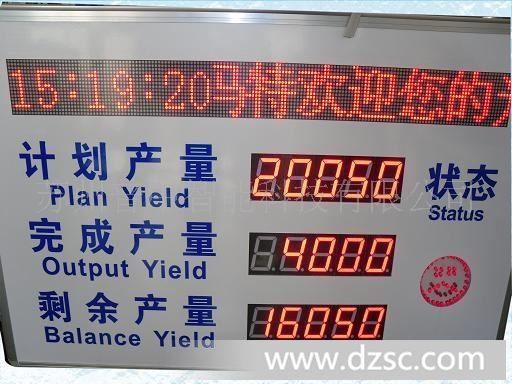 15:19:20马特欢迎您的
计划产量 20050 状态
Plan Yield Status
完成产量 4000
Output Yield
剩余产量 16050
Balance Yield
www.dzsc.com